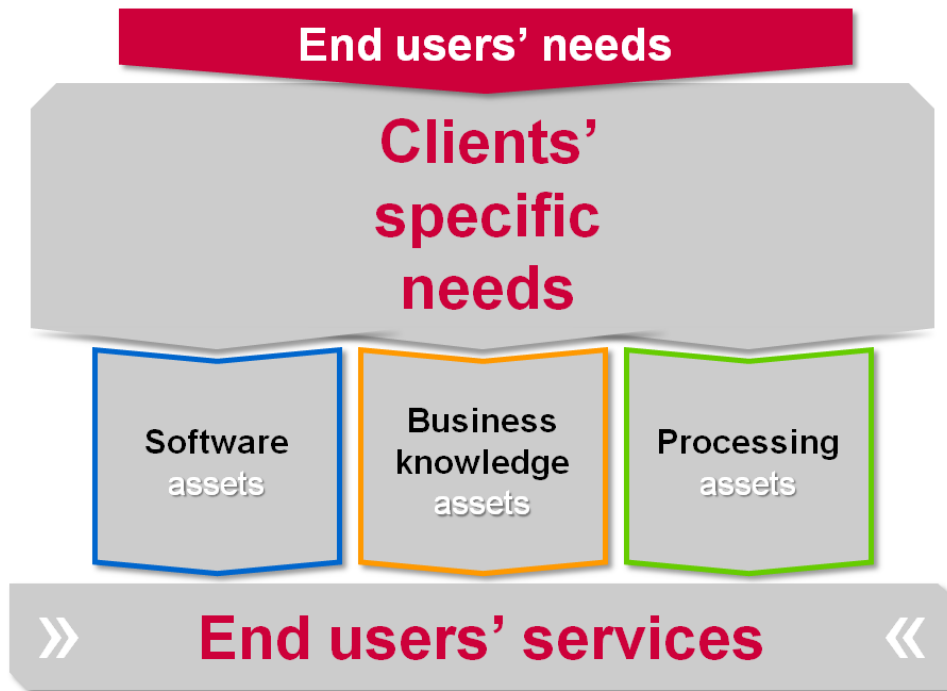 End users’ needs
Clients’
specific
needs
Software
assets
Business
knowledge
assets
Processing
assets
» End users’ services «